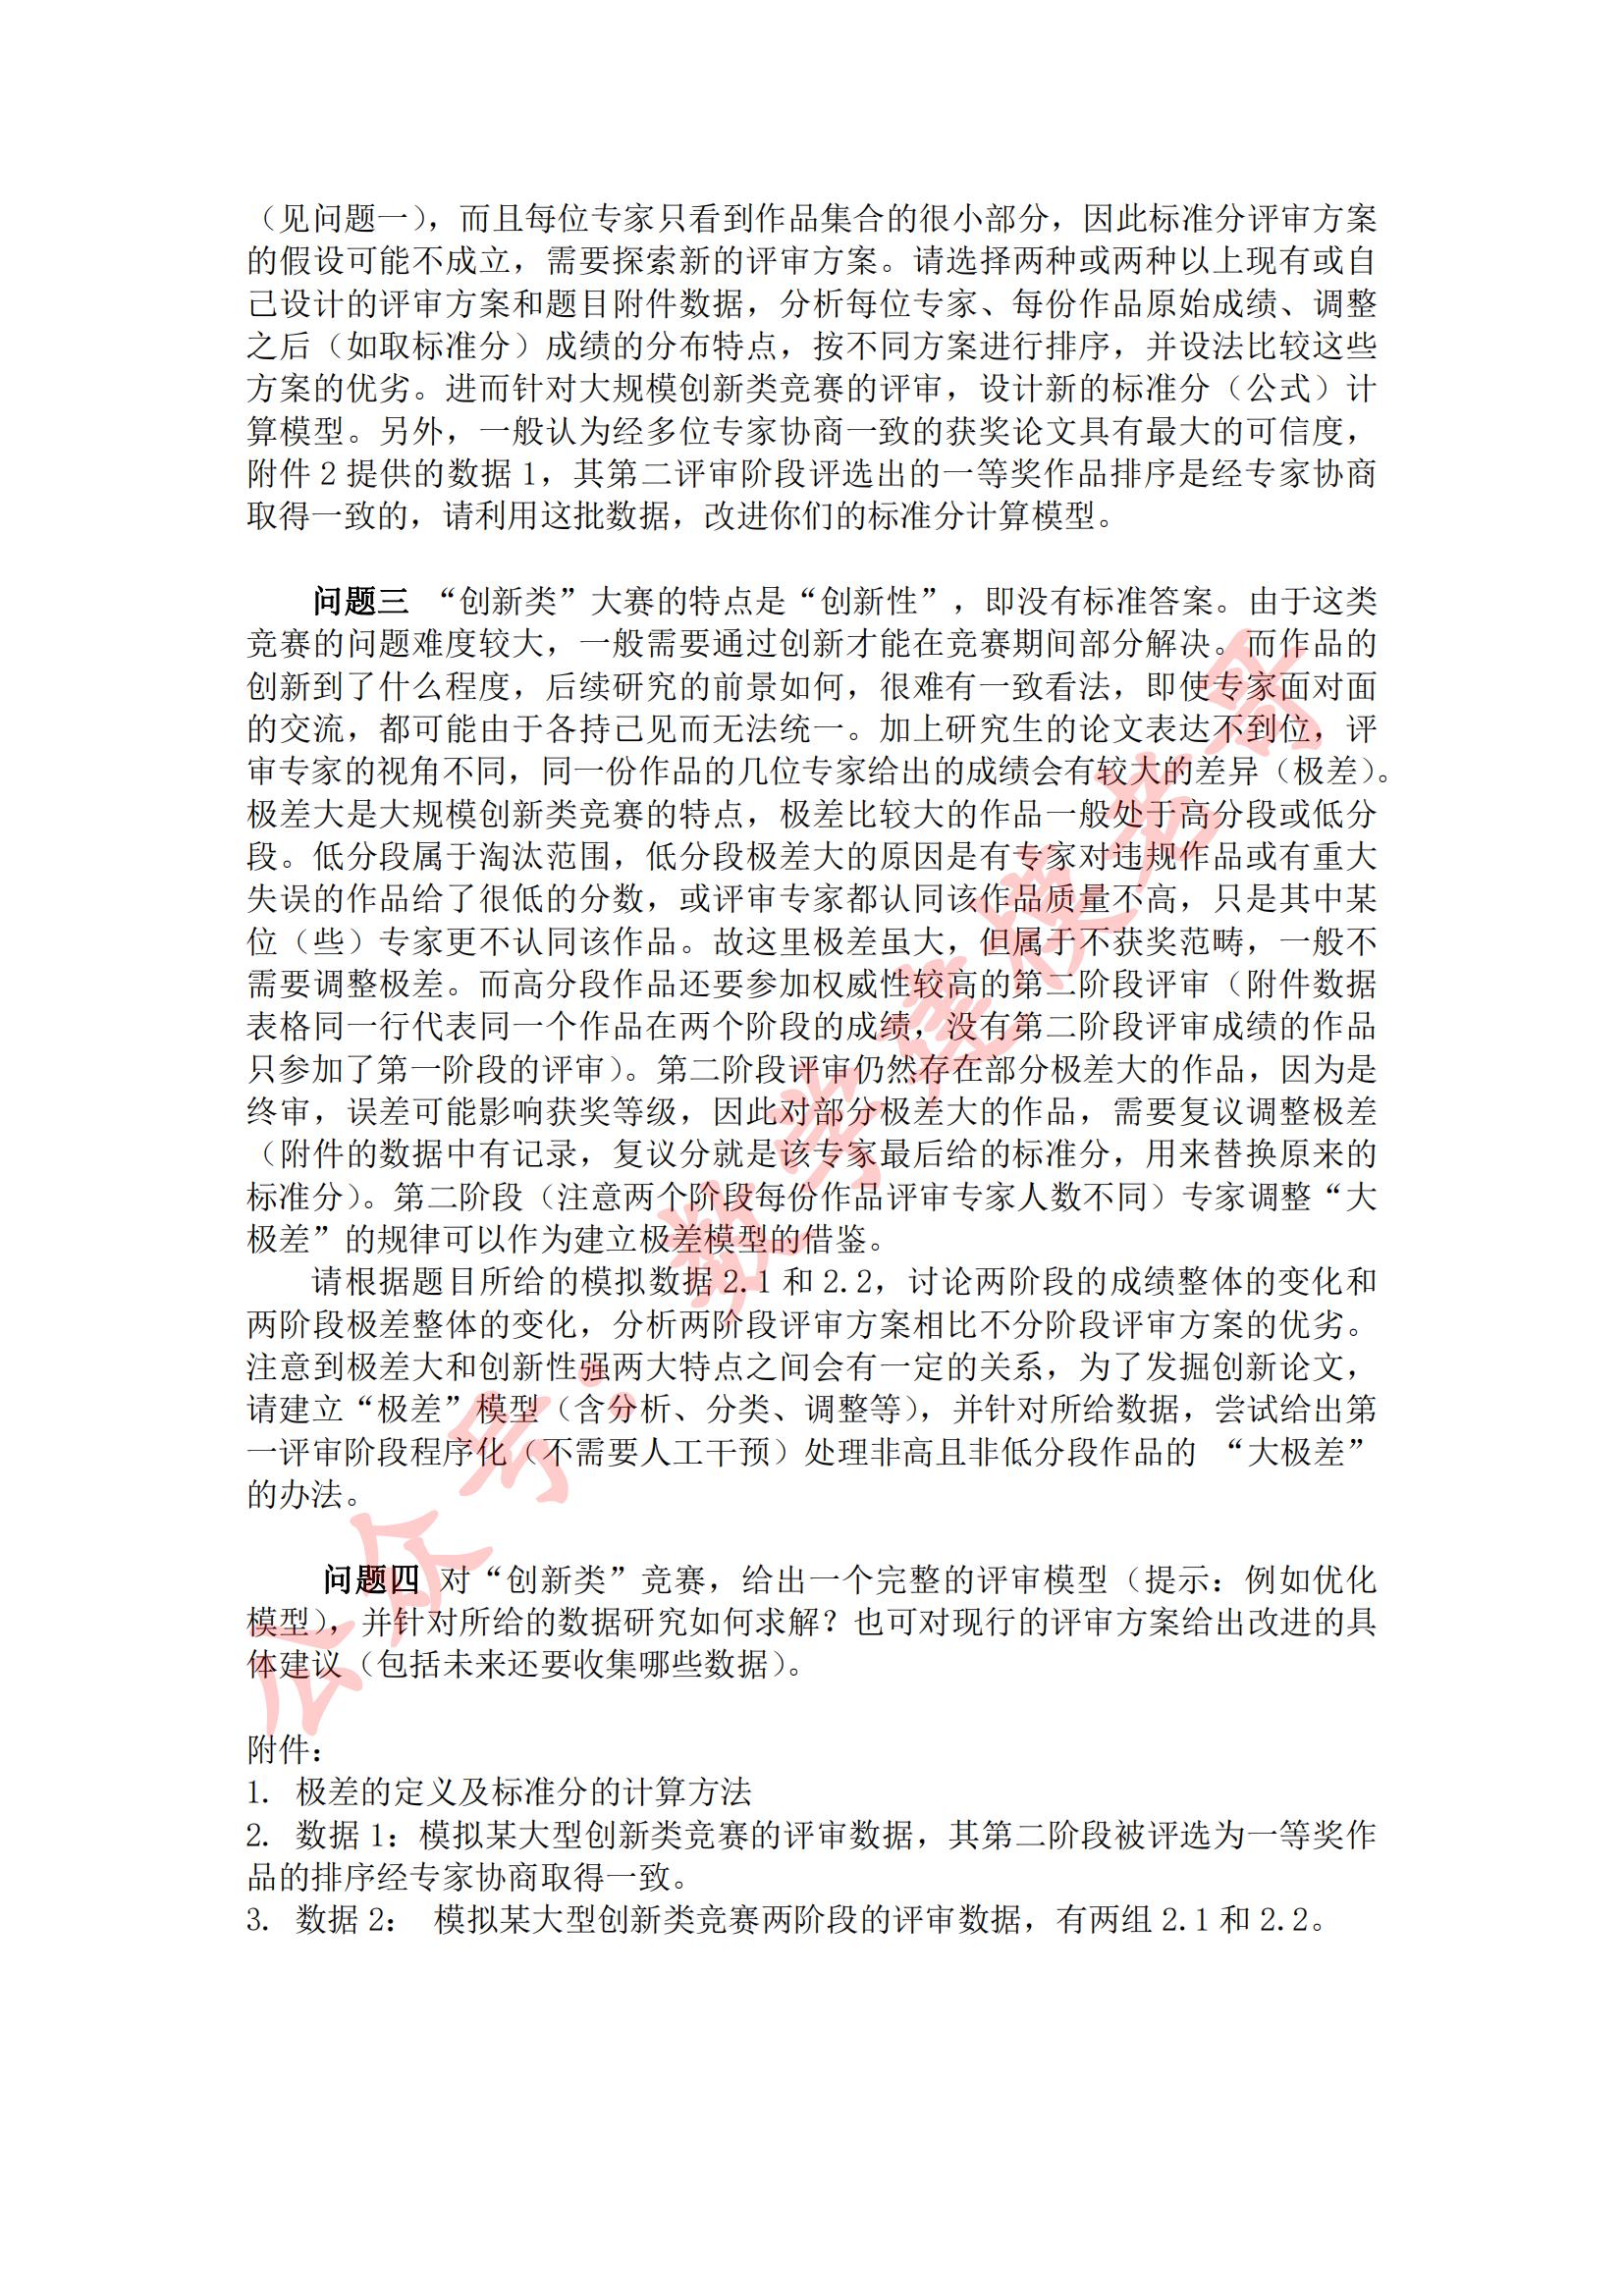 （见问题一），而且每位专家只看到作品集合的很小部分，因此标准分评审方案
的假设可能不成立，需要探索新的评审方案。请选择两种或两种以上现有或自
己设计的评审方案和题目附件数据，分析每位专家、每份作品原始成绩、调整
之后（如取标准分）成绩的分布特点，按不同方案进行排序，并设法比较这些
方案的优劣。进而针对大规模创新类竞赛的评审，设计新的标准分（公式）计
算模型。另外，一般认为经多位专家协商一致的获奖论文具有最大的可信度，
附件 2 提供的数据 1，其第二评审阶段评选出的一等奖作品排序是经专家协商
取得一致的，请利用这批数据，改进你们的标准分计算模型。
问题三 “创新类”大赛的特点是“创新性”，即没有标准答案。由于这类
竞赛的问题难度较大，一般需要通过创新才能在竞赛期间部分解决。而作品的
创新到了什么程度，后续研究的前景如何，很难有一致看法，即使专家面对面
的交流，都可能由于各持己见而无法统一。加上研究生的论文表达不到位，评
审专家的视角不同，同一份作品的几位专家给出的成绩会有较大的差异（极差）。
极差大是大规模创新类竞赛的特点，极差比较大的作品一般处于高分段或低分
段。低分段属于淘汰范围，低分段极差大的原因是有专家对违规作品或有重大
失误的作品给了很低的分数，或评审专家都认同该作品质量不高，只是其中某
位（些）专家更不认同该作品。故这里极差虽大，但属于不获奖范畴，一般不
需要调整极差。而高分段作品还要参加权威性较高的第二阶段评审（附件数据
表格同一行代表同一个作品在两个阶段的成绩，没有第二阶段评审成绩的作品
只参加了第一阶段的评审）。第二阶段评审仍然存在部分极差大的作品，因为是
终审，误差可能影响获奖等级，因此对部分极差大的作品，需要复议调整极差
（附件的数据中有记录，复议分就是该专家最后给的标准分，用来替换原来的
标准分）。第二阶段（注意两个阶段每份作品评审专家人数不同）专家调整“大
极差”的规律可以作为建立极差模型的借鉴。
请根据题目所给的模拟数据 2.1 和 2.2，讨论两阶段的成绩整体的变化和
两阶段极差整体的变化，分析两阶段评审方案相比不分阶段评审方案的优劣。
注意到极差大和创新性强两大特点之间会有一定的关系，为了发掘创新论文，
请建立“极差”模型（含分析、分类、调整等），并针对所给数据，尝试给出第
一评审阶段程序化（不需要人工干预）处理非高且非低分段作品的 “大极差”
的办法。
问题四 对“创新类”竞赛，给出一个完整的评审模型（提示：例如优化
模型），并针对所给的数据研究如何求解？也可对现行的评审方案给出改进的具
体建议（包括未来还要收集哪些数据）。
附件：
1. 极差的定义及标准分的计算方法
2. 数据 1：模拟某大型创新类竞赛的评审数据，其第二阶段被评选为一等奖作
品的排序经专家协商取得一致。
3. 数据 2： 模拟某大型创新类竞赛两阶段的评审数据，有两组 2.1 和 2.2。
公众号：数学建模老哥